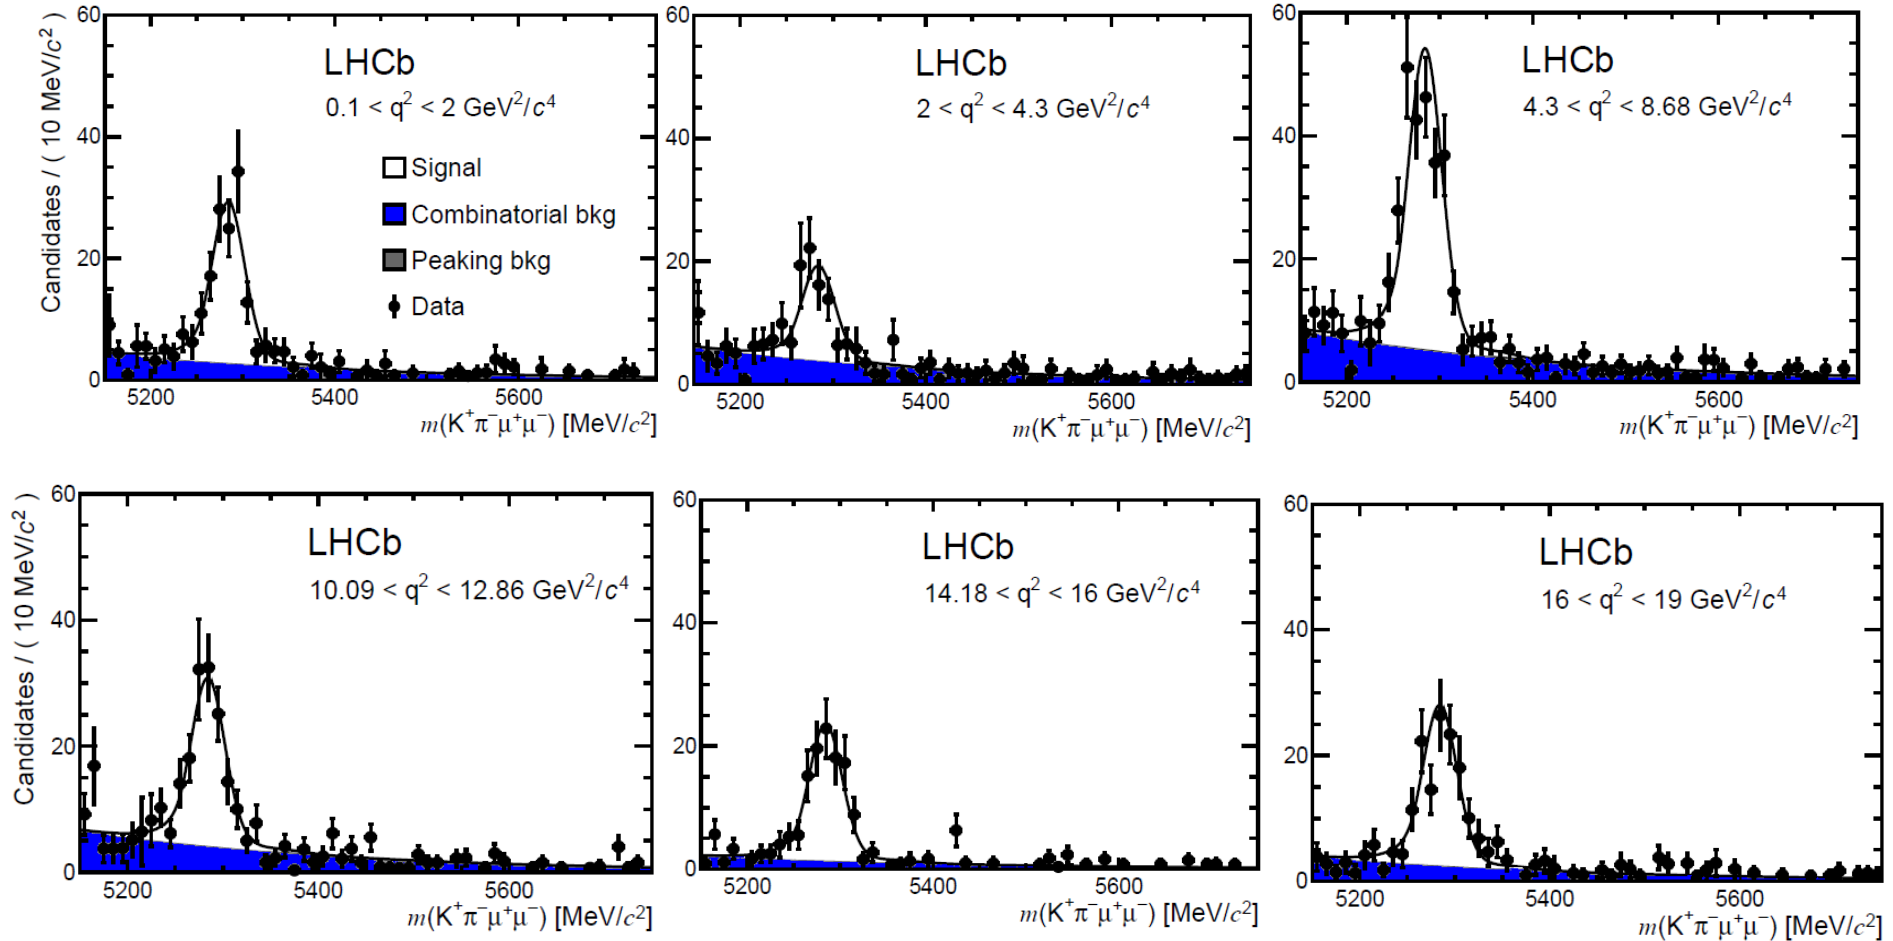 Candidates / ( 10 MeV/c² )
60
40
20
0
LHCb
0.1 < q² < 2 GeV²/c⁴
Signal
Combinatorial bkg
Peaking bkg
Data
5200 5400 5600
m(K⁺π⁻μ⁺μ⁻) [MeV/c²]
60
40
20
0
LHCb
2 < q² < 4.3 GeV²/c⁴
5200 5400 5600
m(K⁺π⁻μ⁺μ⁻) [MeV/c²]
60
40
20
0
LHCb
4.3 < q² < 8.68 GeV²/c⁴
5200 5400 5600
m(K⁺π⁻μ⁺μ⁻) [MeV/c²]
Candidates / ( 10 MeV/c² )
60
40
20
0
LHCb
10.09 < q² < 12.86 GeV²/c⁴
5200 5400 5600
m(K⁺π⁻μ⁺μ⁻) [MeV/c²]
60
40
20
0
LHCb
14.18 < q² < 16 GeV²/c⁴
5200 5400 5600
m(K⁺π⁻μ⁺μ⁻) [MeV/c²]
60
40
20
0
LHCb
16 < q² < 19 GeV²/c⁴
5200 5400 5600
m(K⁺π⁻μ⁺μ⁻) [MeV/c²]